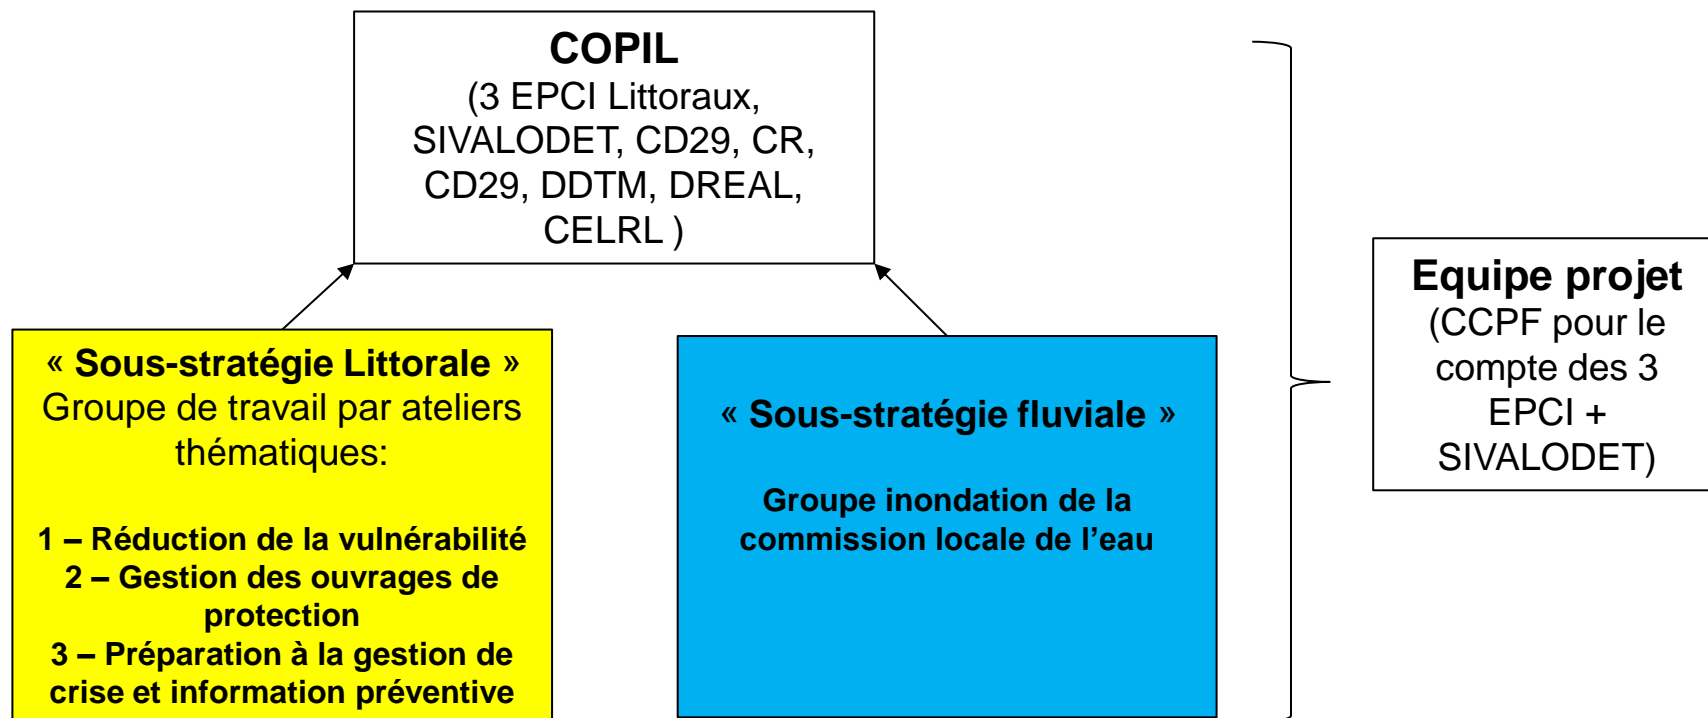 COPIL
(3 EPCI Littoraux,
SIVALODET, CD29, CR,
CD29, DDTM, DREAL,
CELRL )
« Sous-stratégie Littorale »
Groupe de travail par ateliers
thématiques:
1 – Réduction de la vulnérabilité
2 – Gestion des ouvrages de
protection
3 – Préparation à la gestion de
crise et information préventive
« Sous-stratégie fluviale »
Groupe inondation de la
commission locale de l’eau
Equipe projet
(CCPF pour le
compte des 3
EPCI +
SIVALODET)